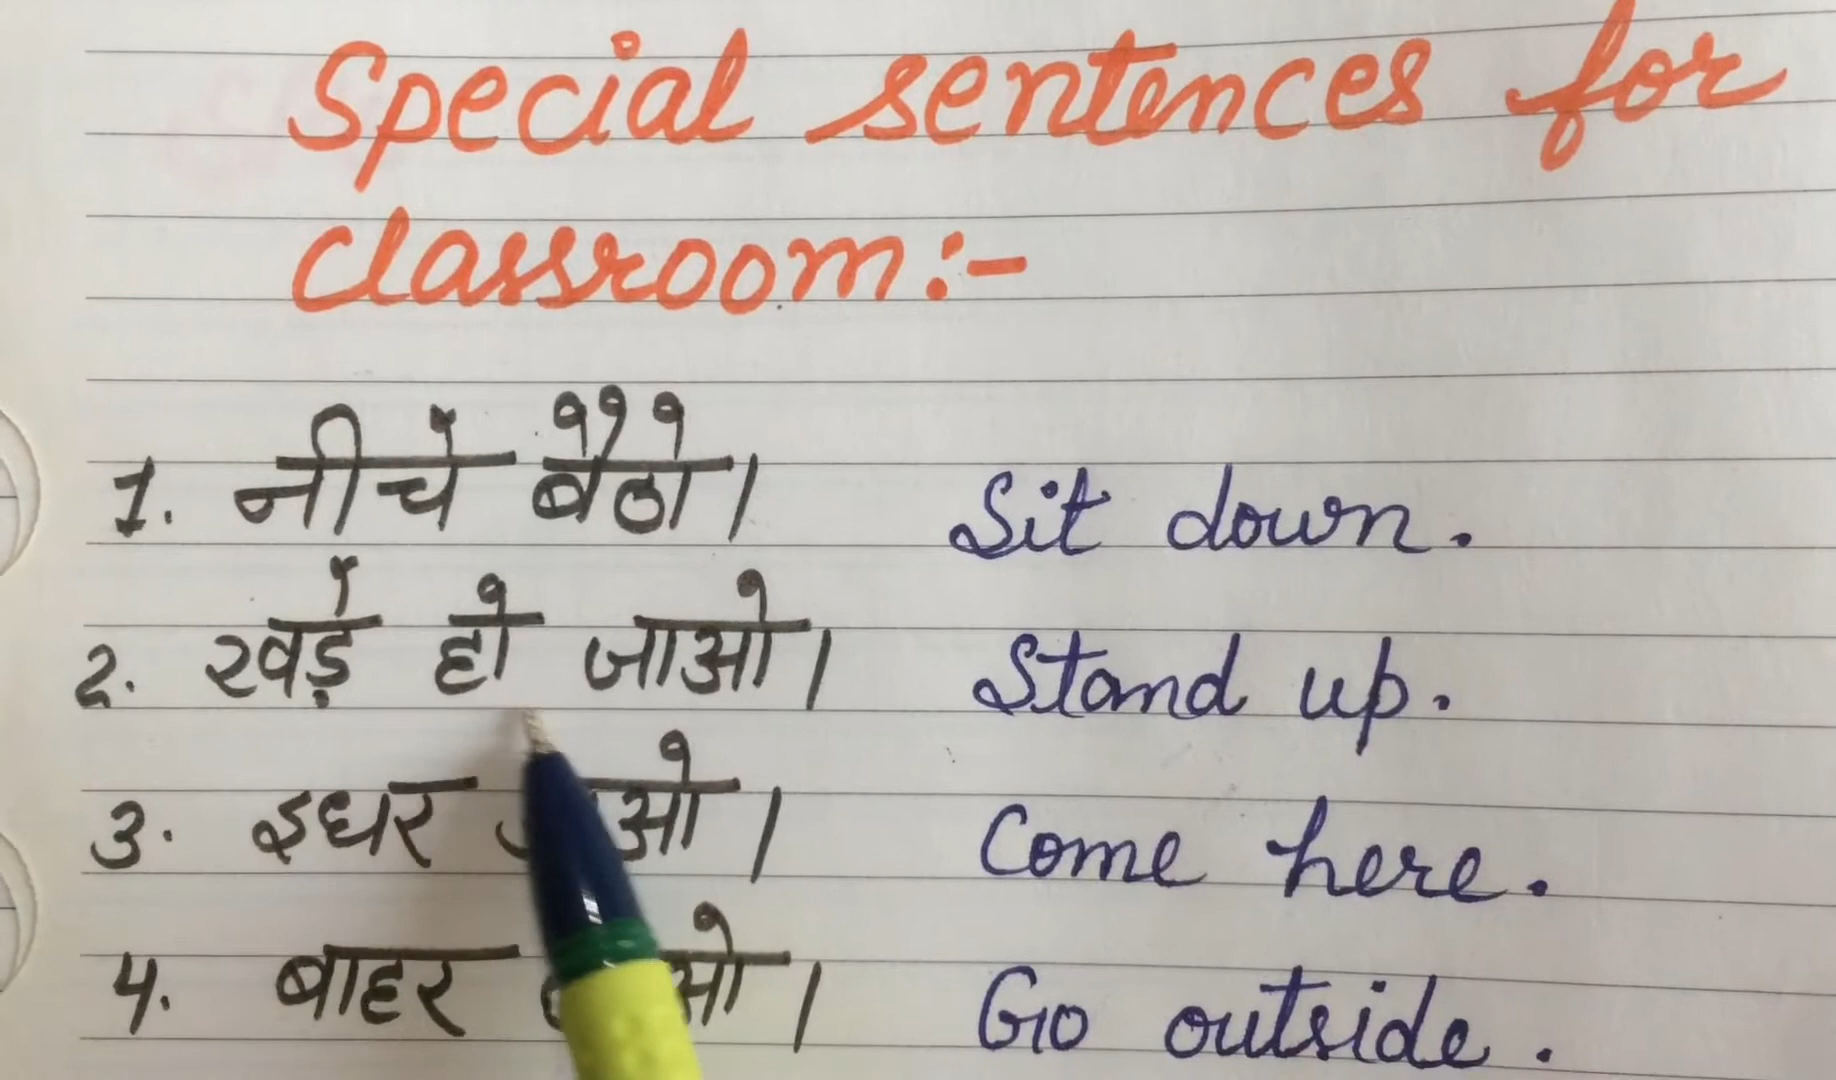 Special sentences for
classroom:-
1. नीचे बैठो। Sit down.
2. खड़े हो जाओ। Stand up.
3. इधर । Come here.
4. बाहर । Go outside.